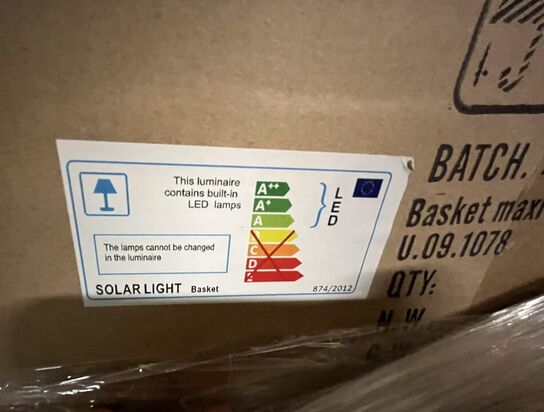 This luminaire
contains built-in
LED lamps
A++
A+
A
C
D
E
L
E
D
The lamps cannot be changed
in the luminaire
SOLAR LIGHT Basket
874/2012
BATCH.
Basket maxi
U.09.1078
QTY:
N.W.